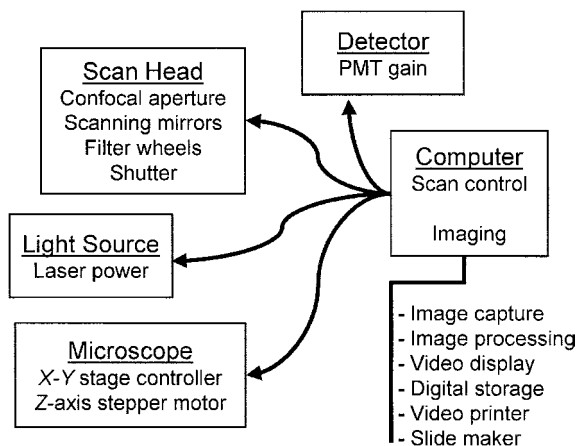 Detector
PMT gain
Scan Head
Confocal aperture
Scanning mirrors
Filter wheels
Shutter
Computer
Scan control
Imaging
Light Source
Laser power
Microscope
X-Y stage controller
Z-axis stepper motor
- Image capture
- Image processing
- Video display
- Digital storage
- Video printer
- Slide maker